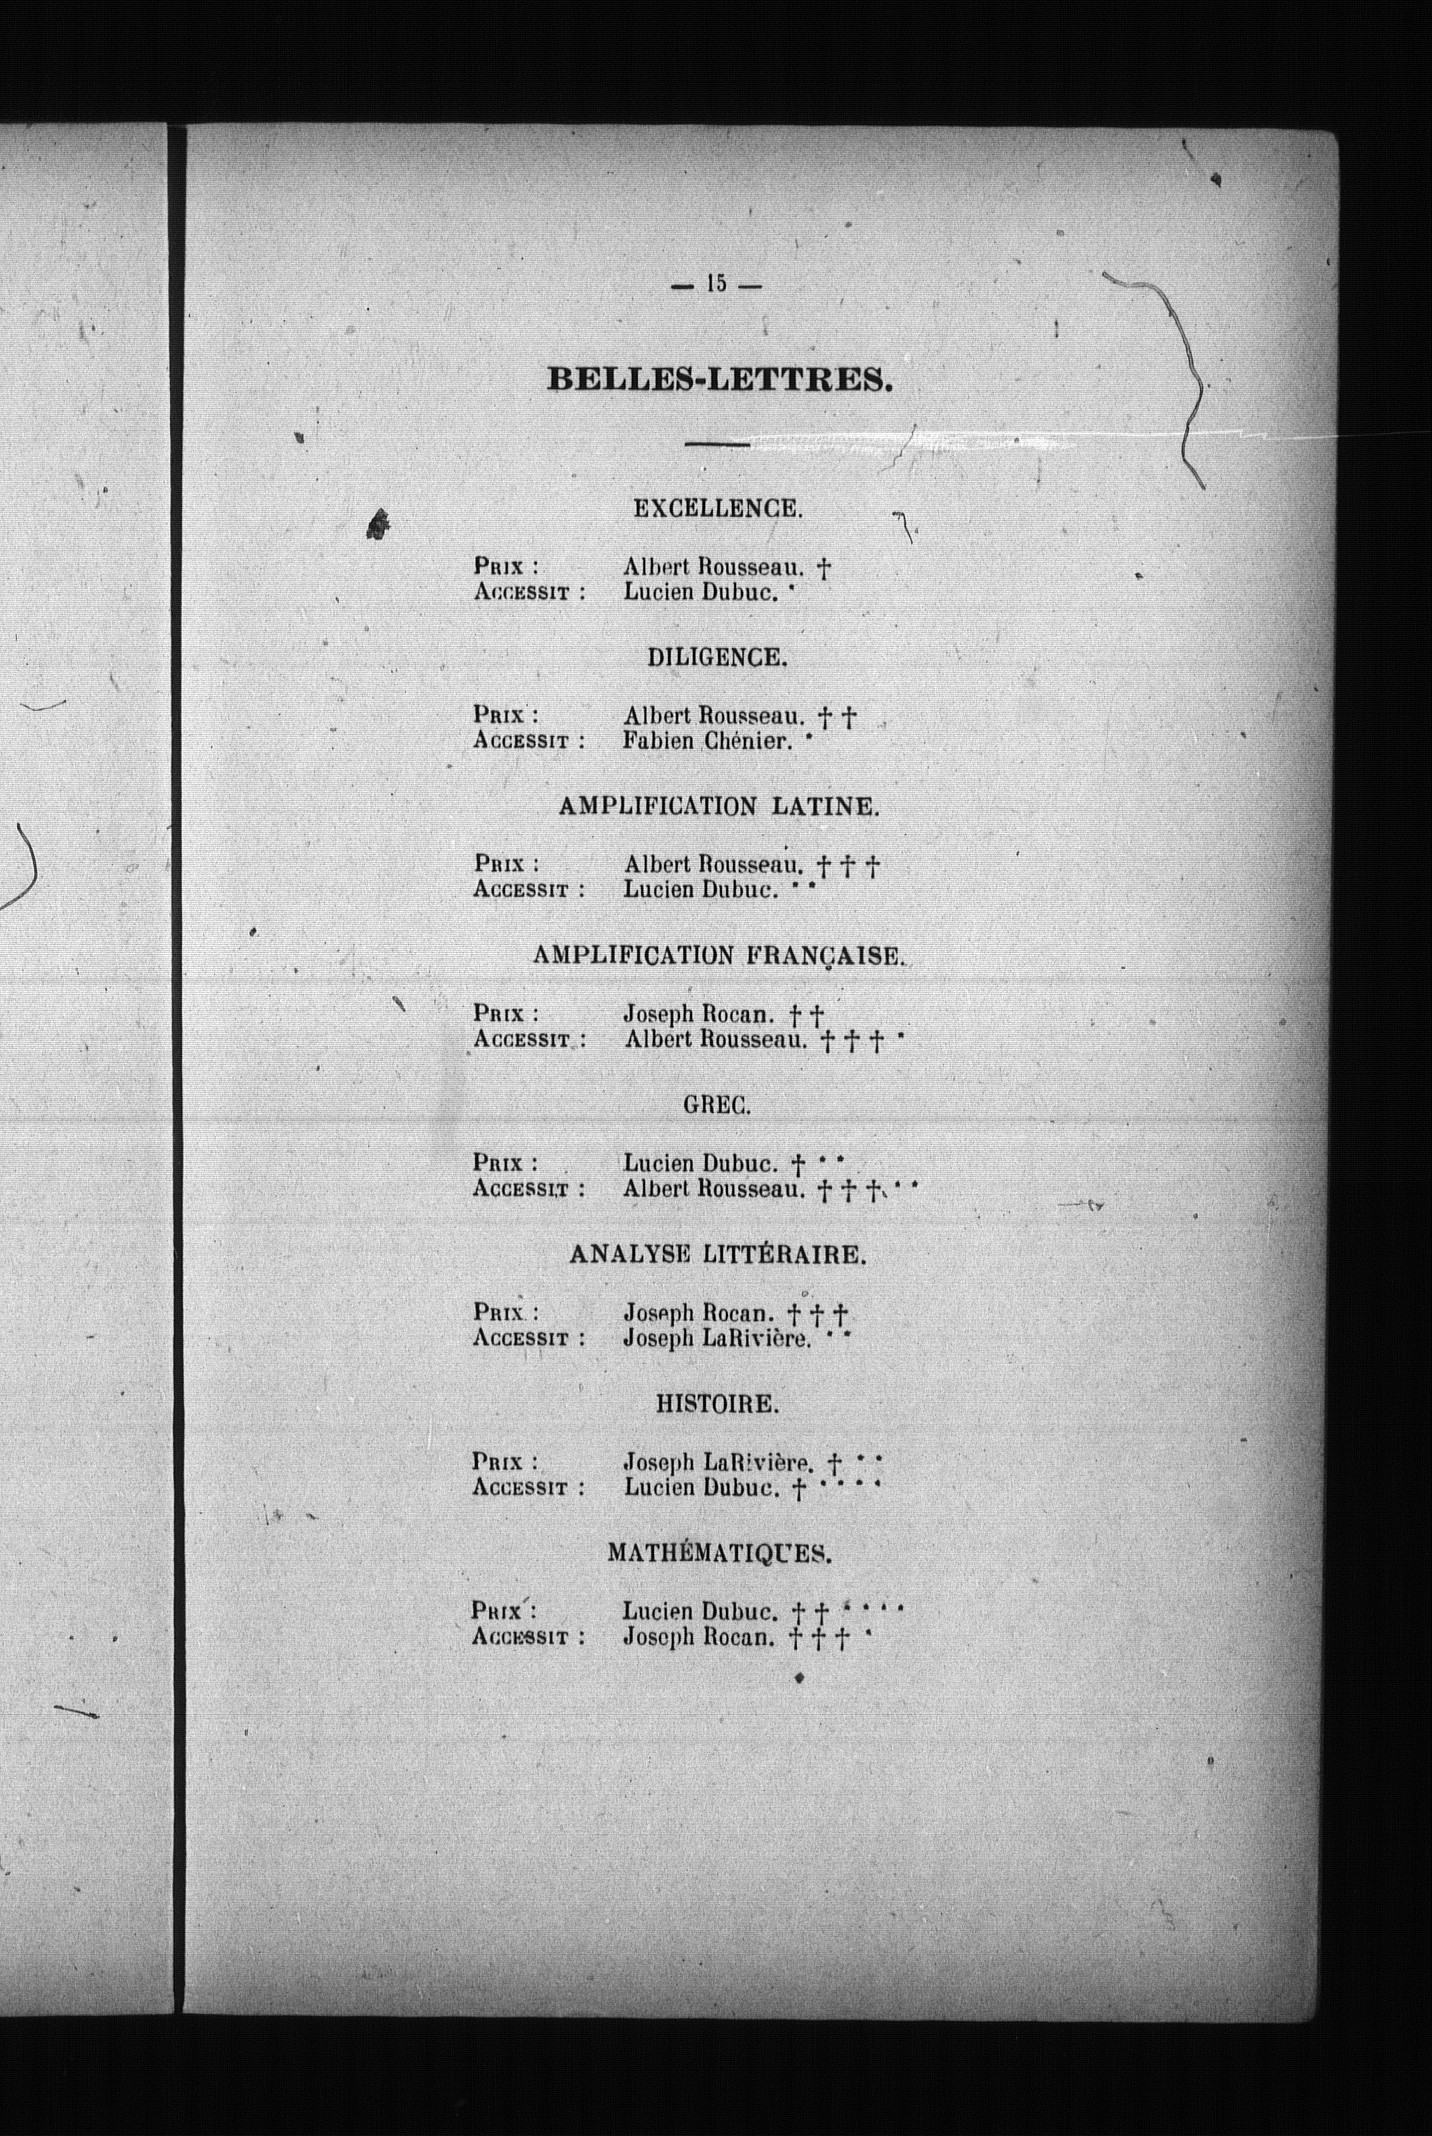 — 15 —
BELLES-LETTRES.
EXCELLENCE.
PRIX : Albert Rousseau. †
ACCESSIT : Lucien Dubuc. *
DILIGENCE.
PRIX : Albert Rousseau. † †
ACCESSIT : Fabien Chénier. *
AMPLIFICATION LATINE.
PRIX : Albert Rousseau. † † †
ACCESSIT : Lucien Dubuc. * *
AMPLIFICATION FRANÇAISE.
PRIX : Joseph Rocan. † †
ACCESSIT : Albert Rousseau. † † † *
GREC.
PRIX : Lucien Dubuc. † * *
ACCESSIT : Albert Rousseau. † † † * *
ANALYSE LITTÉRAIRE.
PRIX : Joseph Rocan. † † †
ACCESSIT : Joseph LaRivière. * *
HISTOIRE.
PRIX : Joseph LaRivière. † * *
ACCESSIT : Lucien Dubuc. † * * * *
MATHÉMATIQUES.
PRIX : Lucien Dubuc. † † * * * *
ACCESSIT : Joseph Rocan. † † † *